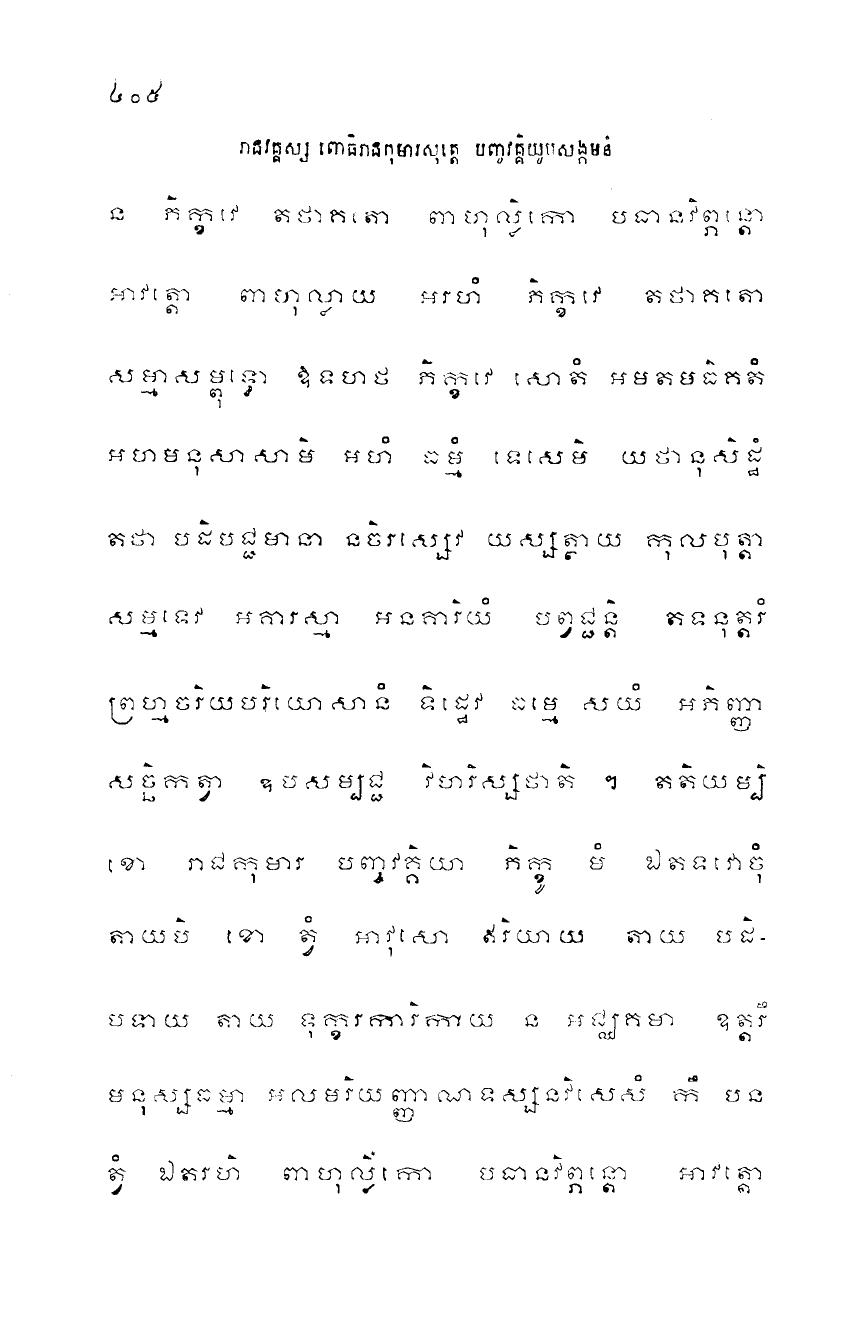 ៤០៥
រាជវគ្គស្ស ពោធិរាជកុមារសុត្តេ បញ្ចវគ្គិយូបសង្កមនំ
ន ភិក្ខវេ តថាគតោ ពាហុល្លិកោ បធានវិព្ភន្តោ
អាវត្តោ ពាហុល្លាយ អរហំ ភិក្ខវេ តថាគតោ
សម្មាសម្ពុទ្ធោ ឱទហថ ភិក្ខវេ សោតំ អមតមធិគតំ
អហមនុសាសាមិ អហំ ធម្មំ ទេសេមិ យថានុសិដ្ឋំ
តថា បដិបជ្ជមានា នចិរស្សេវ យស្សត្ថាយ កុលបុត្តា
សម្មទេវ អគារស្មា អនគារិយំ បព្វជ្ជន្តិ តទនុត្តរំ
ព្រហ្មចរិយបរិយោសានំ ទិដ្ឋេវ ធម្មេ សយំ អភិញ្ញា
សច្ឆិកត្វា ឧបសម្បជ្ជ វិហរិស្សថាតិ ។ តតិយម្បិ
ខោ រាជកុមារ បញ្ចវគ្គិយា ភិក្ខូ មំ ឯតទវោចុំ
តាយបិ ខោ ត្វំ អាវុសោ ឥរិយាយ តាយ បដិ-
បទាយ តាយ ទុក្ករការិកាយ ន អជ្ឈគមា ឧត្តរឹ
មនុស្សធម្មា អលមរិយញ្ញាណទស្សនវិសេសំ កឹ បន
ត្វំ ឯតរហិ ពាហុល្លិកោ បធានវិព្ភន្តោ អាវត្តោ